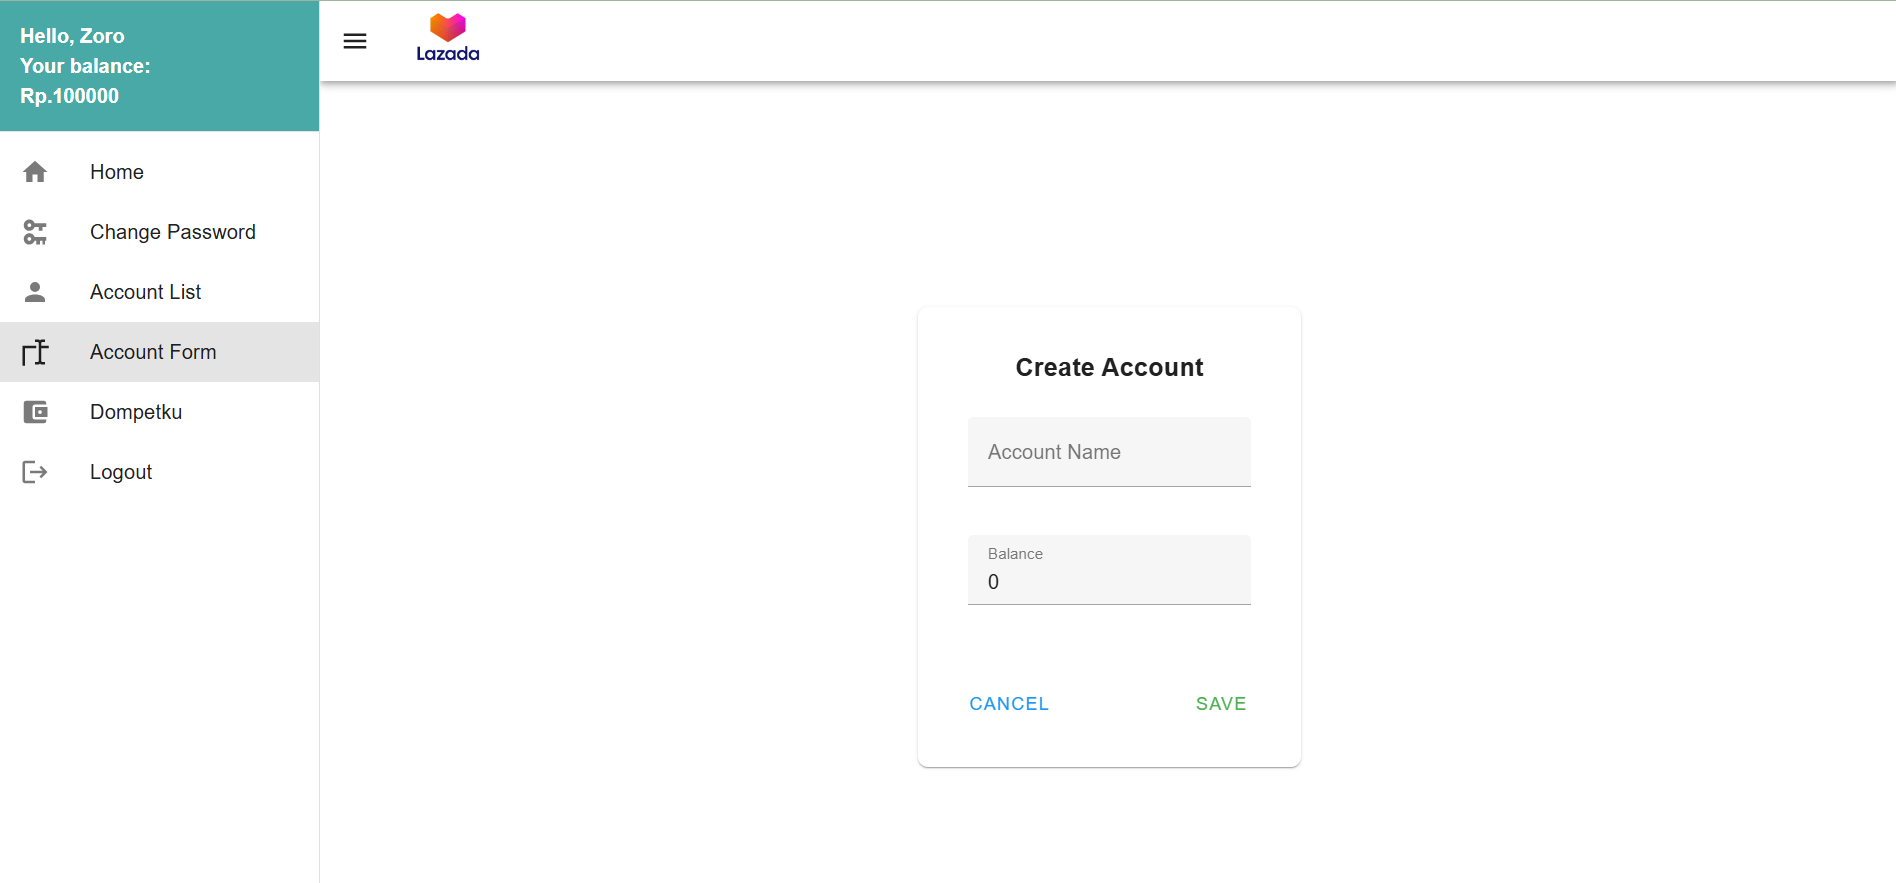 Hello, Zoro
Your balance:
Rp.100000
Lazada
Home
Change Password
Account List
Account Form
Dompetku
Logout
Create Account
Account Name
Balance
0
CANCEL
SAVE